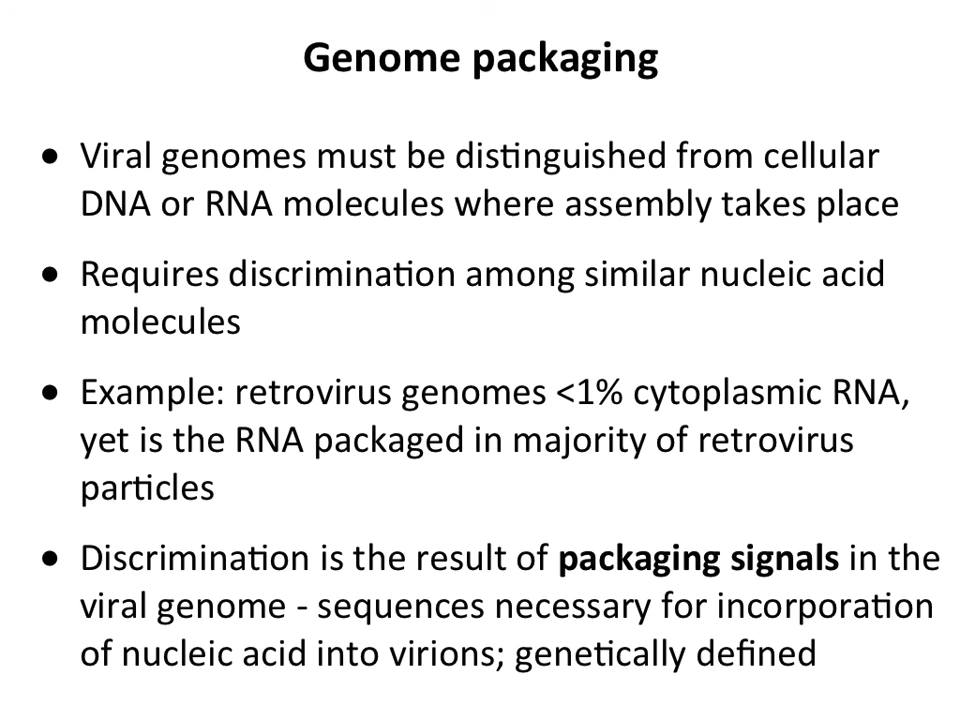 Genome packaging
• Viral genomes must be distinguished from cellular
DNA or RNA molecules where assembly takes place
• Requires discrimination among similar nucleic acid
molecules
• Example: retrovirus genomes <1% cytoplasmic RNA,
yet is the RNA packaged in majority of retrovirus
particles
• Discrimination is the result of packaging signals in the
viral genome - sequences necessary for incorporation
of nucleic acid into virions; genetically defined